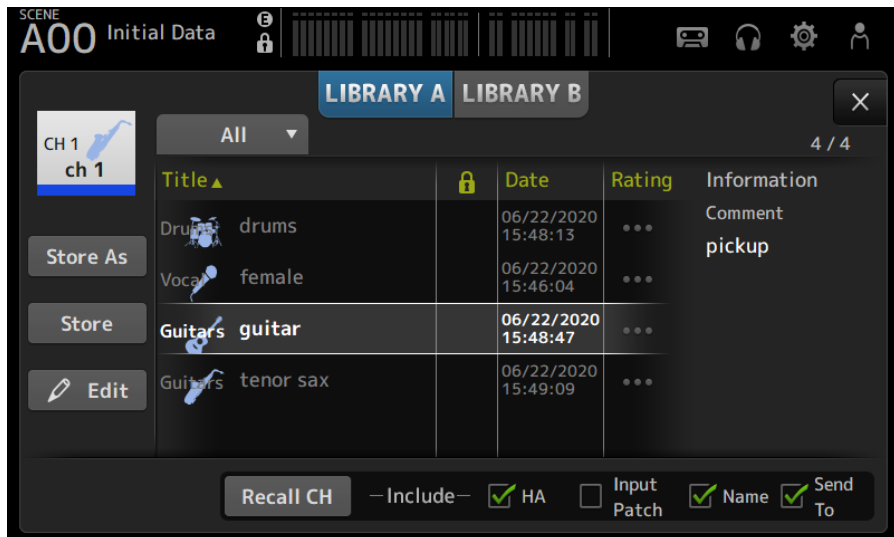 SCENE
A00 Initial Data
E
LIBRARY A LIBRARY B
All
4 / 4
CH 1
ch 1
Title Date Rating Information
Comment
pickup
Drums drums 06/22/2020
15:48:13
Vocal female 06/22/2020
15:46:04
Guitars guitar 06/22/2020
15:48:47
Guitars tenor sax 06/22/2020
15:49:09
Store As
Store
Edit
Recall CH —Include— HA Input
Patch Name Send
To